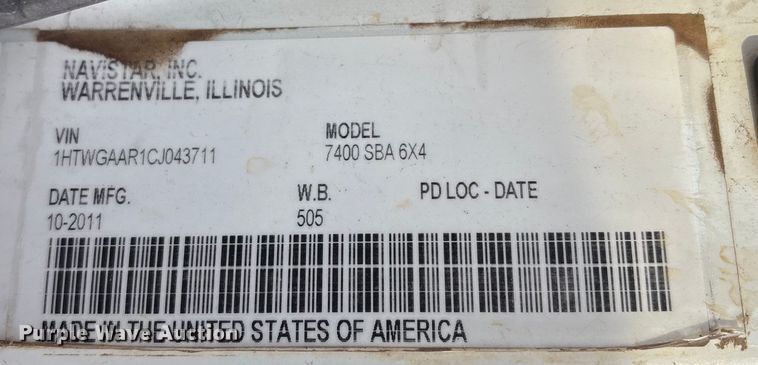 NAVISTAR, INC.
WARRENVILLE, ILLINOIS
VIN MODEL
1HTWGAAR1CJ043711 7400 SBA 6X4
DATE MFG. W.B. PD LOC - DATE
10-2011 505
MADE IN THE UNITED STATES OF AMERICA
Purple Wave Auction